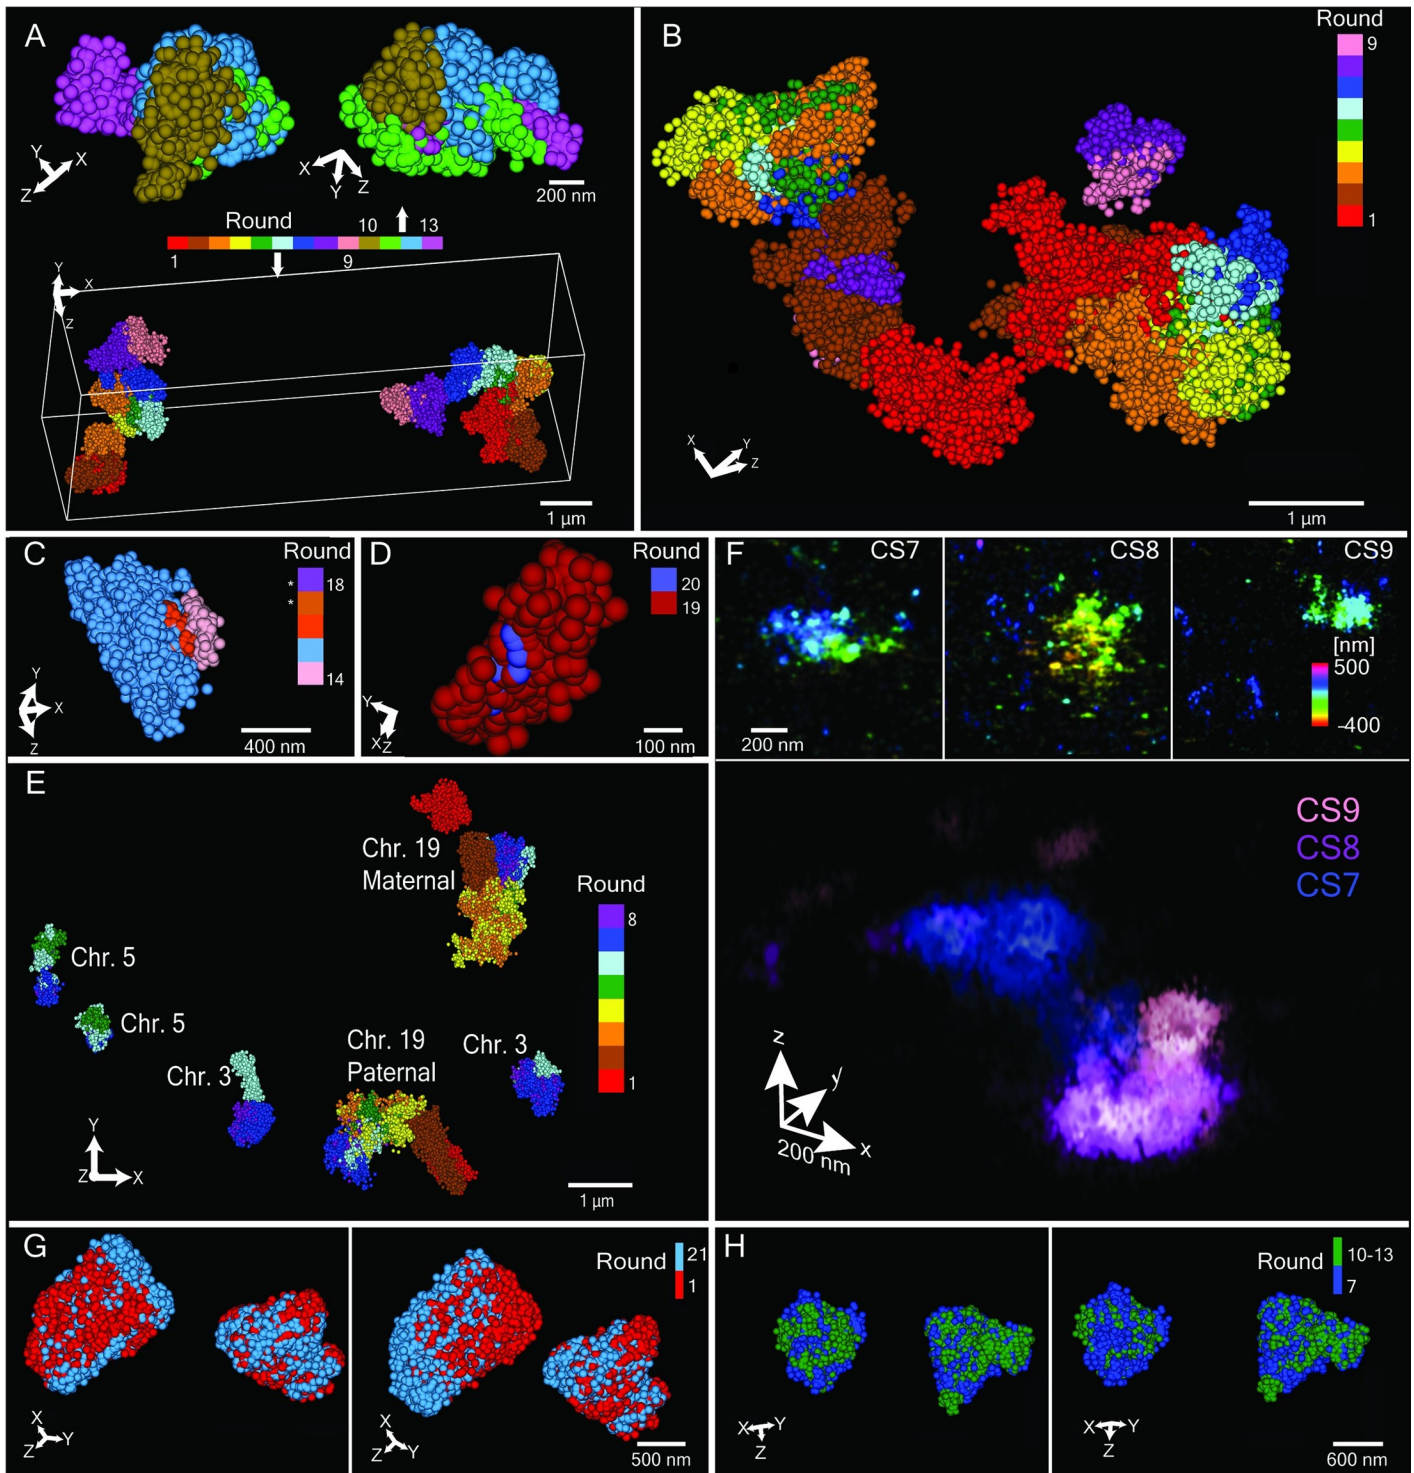 A
Y
X
Z
X
Y
Z
200 nm
Round
10
13
1
9
Y
X
Z
1 µm
B
Round
9
1
X
Y
Z
1 µm
C
Round
*
18
*
14
Y
X
Z
400 nm
D
Round
20
19
Y
X
Z
100 nm
E
Chr. 19
Maternal
Round
8
1
Chr. 5
Chr. 5
Chr. 3
Chr. 19
Paternal
Chr. 3
Y
Z
X
1 µm
F
CS7
CS8
CS9
[nm]
500
-400
200 nm
CS9
CS8
CS7
z
y
x
200 nm
G
Round
21
1
X
Y
Z
X
Y
Z
500 nm
H
Round
10-13
7
X
Y
Z
X
Y
Z
600 nm